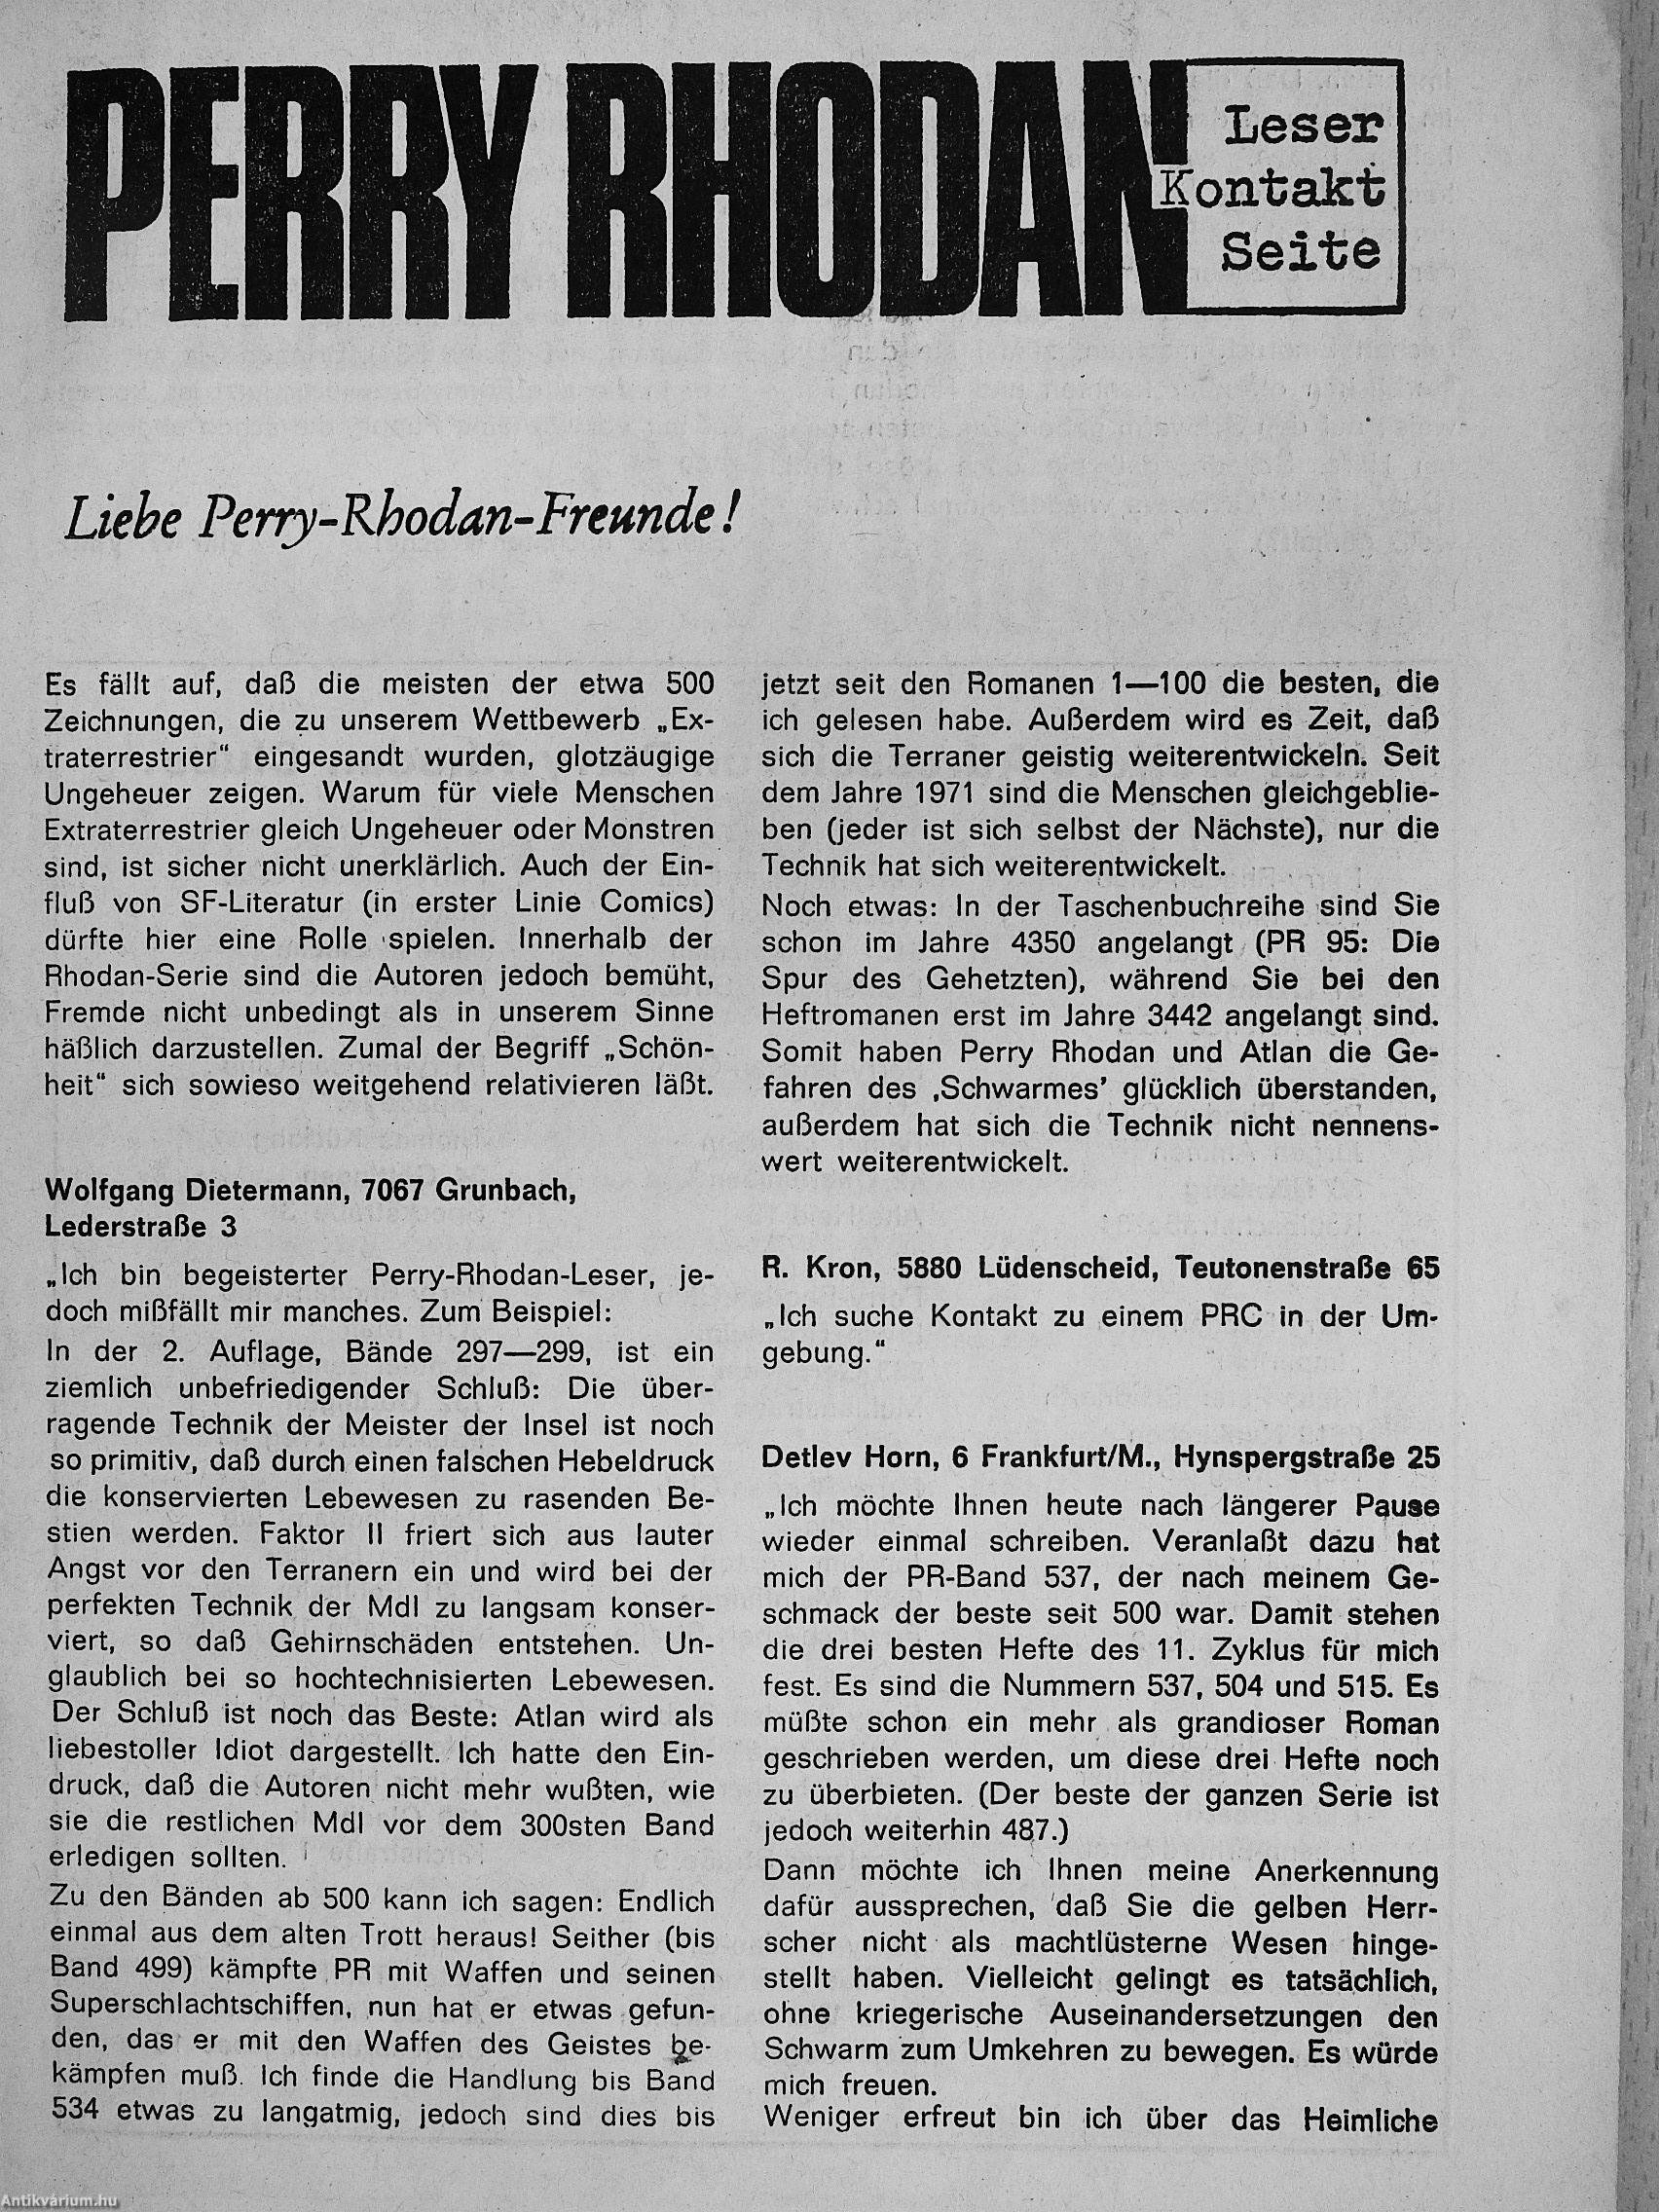 PERRY RHODAN
Leser
Kontakt
Seite
Liebe Perry-Rhodan-Freunde!
Es fällt auf, daß die meisten der etwa 500
Zeichnungen, die zu unserem Wettbewerb „Ex-
traterrestrier“ eingesandt wurden, glotzäugige
Ungeheuer zeigen. Warum für viele Menschen
Extraterrestrier gleich Ungeheuer oder Monstren
sind, ist sicher nicht unerklärlich. Auch der Ein-
fluß von SF-Literatur (in erster Linie Comics)
dürfte hier eine Rolle spielen. Innerhalb der
Rhodan-Serie sind die Autoren jedoch bemüht,
Fremde nicht unbedingt als in unserem Sinne
häßlich darzustellen. Zumal der Begriff „Schön-
heit“ sich sowieso weitgehend relativieren läßt.
Wolfgang Dietermann, 7067 Grunbach,
Lederstraße 3
„Ich bin begeisterter Perry-Rhodan-Leser, je-
doch mißfällt mir manches. Zum Beispiel:
In der 2. Auflage, Bände 297—299, ist ein
ziemlich unbefriedigender Schluß: Die über-
ragende Technik der Meister der Insel ist noch
so primitiv, daß durch einen falschen Hebeldruck
die konservierten Lebewesen zu rasenden Be-
stien werden. Faktor II friert sich aus lauter
Angst vor den Terranern ein und wird bei der
perfekten Technik der MdI zu langsam konser-
viert, so daß Gehirnschäden entstehen. Un-
glaublich bei so hochtechnisierten Lebewesen.
Der Schluß ist noch das Beste: Atlan wird als
liebestoller Idiot dargestellt. Ich hatte den Ein-
druck, daß die Autoren nicht mehr wußten, wie
sie die restlichen MdI vor dem 300sten Band
erledigen sollten.
Zu den Bänden ab 500 kann ich sagen: Endlich
einmal aus dem alten Trott heraus! Seither (bis
Band 499) kämpfte PR mit Waffen und seinen
Superschlachtschiffen, nun hat er etwas gefun-
den, das er mit den Waffen des Geistes be-
kämpfen muß. Ich finde die Handlung bis Band
534 etwas zu langatmig, jedoch sind dies bis
jetzt seit den Romanen 1—100 die besten, die
ich gelesen habe. Außerdem wird es Zeit, daß
sich die Terraner geistig weiterentwickeln. Seit
dem Jahre 1971 sind die Menschen gleichgeblie-
ben (jeder ist sich selbst der Nächste), nur die
Technik hat sich weiterentwickelt.
Noch etwas: In der Taschenbuchreihe sind Sie
schon im Jahre 4350 angelangt (PR 95: Die
Spur des Gehetzten), während Sie bei den
Heftromanen erst im Jahre 3442 angelangt sind.
Somit haben Perry Rhodan und Atlan die Ge-
fahren des ‚Schwarmes’ glücklich überstanden,
außerdem hat sich die Technik nicht nennens-
wert weiterentwickelt.
R. Kron, 5880 Lüdenscheid, Teutonenstraße 65
„Ich suche Kontakt zu einem PRC in der Um-
gebung.“
Detlev Horn, 6 Frankfurt/M., Hynspergstraße 25
„Ich möchte Ihnen heute nach längerer Pause
wieder einmal schreiben. Veranlaßt dazu hat
mich der PR-Band 537, der nach meinem Ge-
schmack der beste seit 500 war. Damit stehen
die drei besten Hefte des 11. Zyklus für mich
fest. Es sind die Nummern 537, 504 und 515. Es
müßte schon ein mehr als grandioser Roman
geschrieben werden, um diese drei Hefte noch
zu überbieten. (Der beste der ganzen Serie ist
jedoch weiterhin 487.)
Dann möchte ich Ihnen meine Anerkennung
dafür aussprechen, daß Sie die gelben Herr-
scher nicht als machtlüsterne Wesen hinge-
stellt haben. Vielleicht gelingt es tatsächlich,
ohne kriegerische Auseinandersetzungen den
Schwarm zum Umkehren zu bewegen. Es würde
mich freuen.
Weniger erfreut bin ich über das Heimliche
Antikvárium.hu